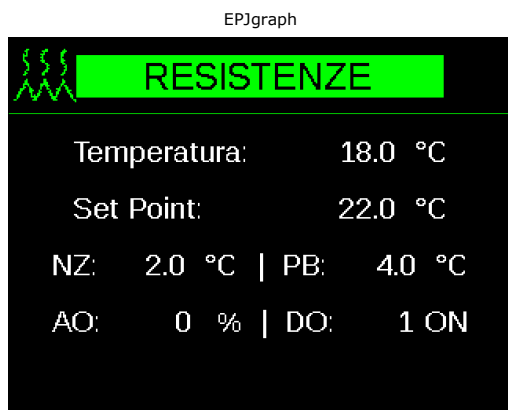 EPJgraph
RESISTENZE
Temperatura: 18.0 °C
Set Point: 22.0 °C
NZ: 2.0 °C | PB: 4.0 °C
AO: 0 % | DO: 1 ON